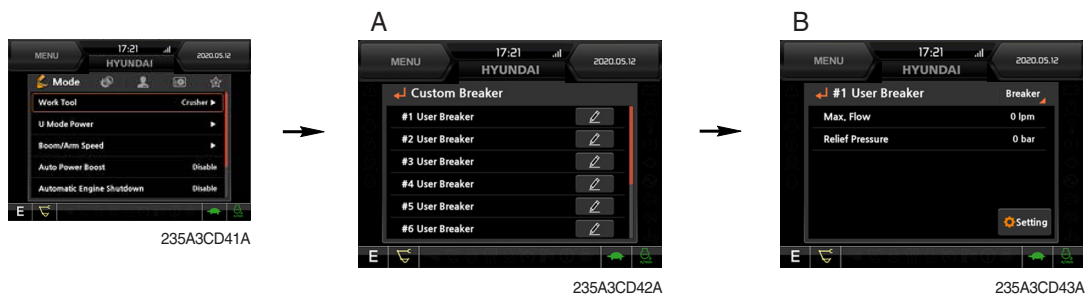 MENU
17:21
HYUNDAI
2020.05.12
Mode
Work Tool Crusher ▶
U Mode Power ▶
Boom/Arm Speed ▶
Auto Power Boost Disable
Automatic Engine Shutdown Disable
E
235A3CD41A
A
MENU
17:21
HYUNDAI
2020.05.12
Custom Breaker
#1 User Breaker
#2 User Breaker
#3 User Breaker
#4 User Breaker
#5 User Breaker
#6 User Breaker
E
235A3CD42A
B
MENU
17:21
HYUNDAI
2020.05.12
#1 User Breaker Breaker
Max. Flow 0 lpm
Relief Pressure 0 bar
Setting
E
235A3CD43A